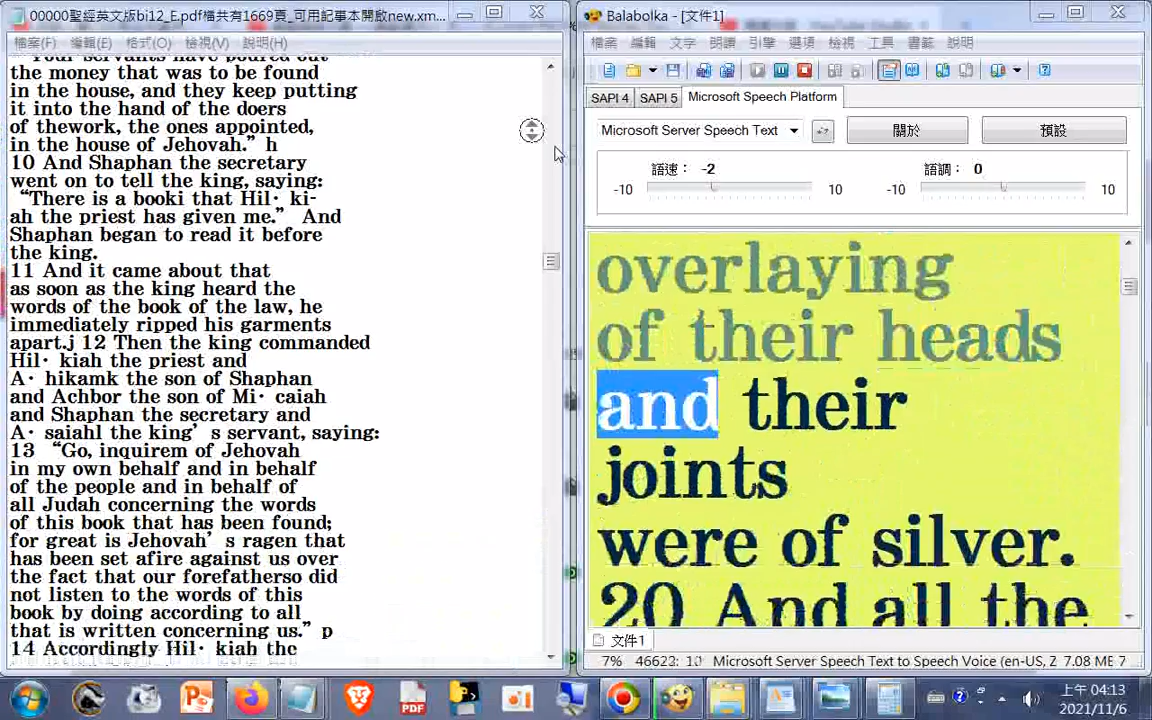 00000聖經英文版bi12_E.pdf檔共有1669頁_可用記事本開啟new.xm...
檔案(F) 編輯(E) 格式(O) 檢視(V) 說明(H)
"Your servants have poured out
the money that was to be found
in the house, and they keep putting
it into the hand of the doers
of thework, the ones appointed,
in the house of Jehovah.” h
10 And Shaphan the secretary
went on to tell the king, saying:
“There is a booki that Hil· ki-
ah the priest has given me.” And
Shaphan began to read it before
the king.
11 And it came about that
as soon as the king heard the
words of the book of the law, he
immediately ripped his garments
apart.j 12 Then the king commanded
Hil· kiah the priest and
A· hikamk the son of Shaphan
and Achbor the son of Mi· caiah
and Shaphan the secretary and
A· saiahl the king’s servant, saying:
13 “Go, inquirem of Jehovah
in my own behalf and in behalf
of the people and in behalf of
all Judah concerning the words
of this book that has been found;
for great is Jehovah’s ragen that
has been set afire against us over
the fact that our forefatherso did
not listen to the words of this
book by doing according to all
that is written concerning us.” p
14 Accordingly Hil· kiah the
Balabolka - [文件1]
檔案 編輯 文字 朗讀 引擎 選項 檢視 工具 書籤 說明
SAPI 4 SAPI 5 Microsoft Speech Platform
Microsoft Server Speech Text 關於 預設
語速: -2 語調: 0
-10 10 -10 10
overlaying
of their heads
and their
joints
were of silver.
20 And all the
文件1
7% 46622: 10 Microsoft Server Speech Text to Speech Voice (en-US, Z 7.08 ME 7
上午 04:13
2021/11/6